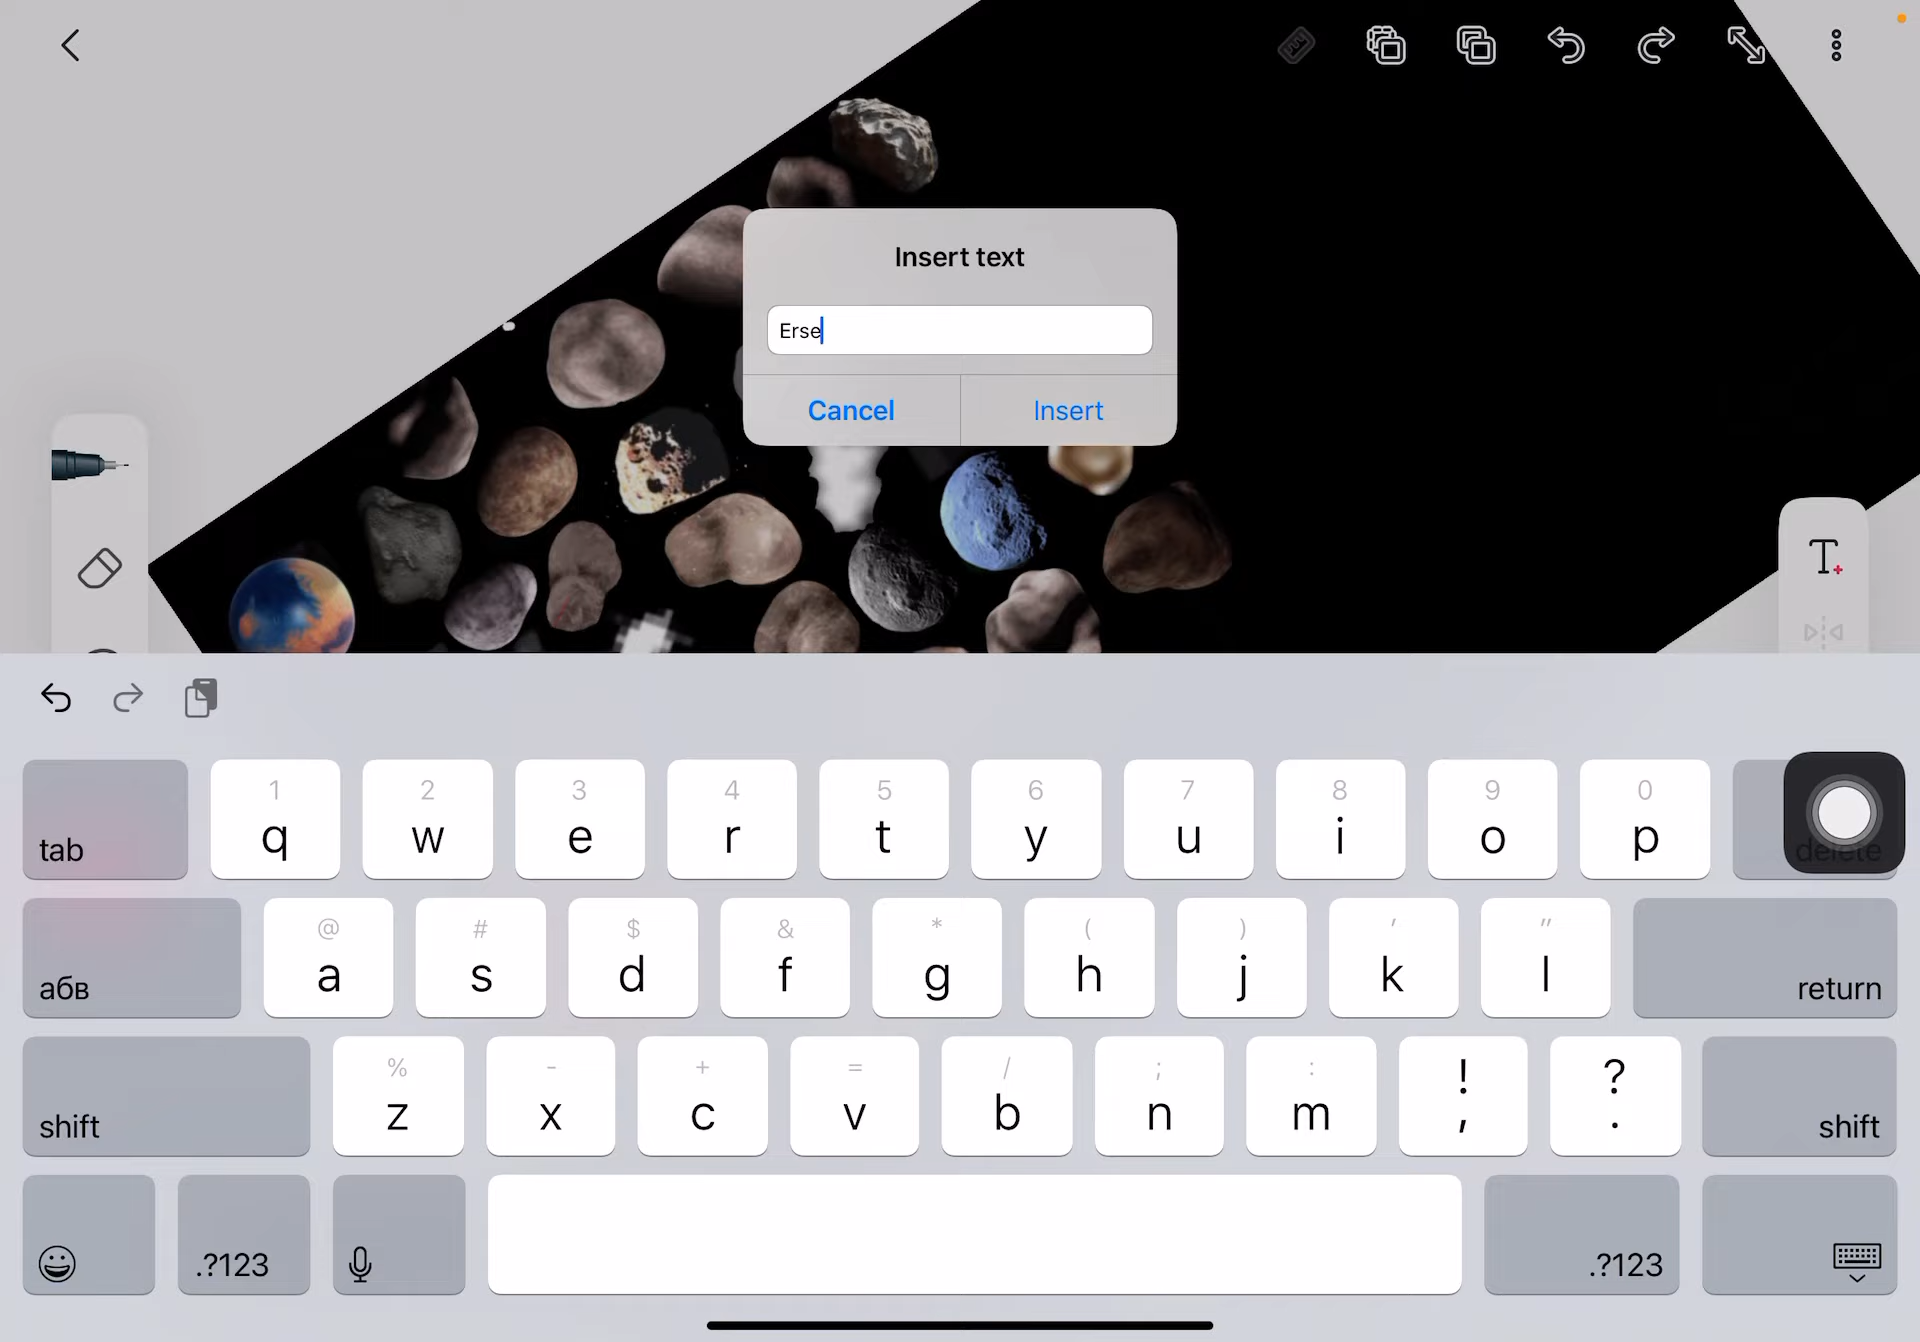 Insert text
Erse
Cancel Insert
T
1 2 3 4 5 6 7 8 9 0
tab q w e r t y u i o p delete
@ # $ & * ( ) ' "
абв a s d f g h j k l return
% - + = / ; : ! ?
shift z x c v b n m , . shift
.?123 .?123